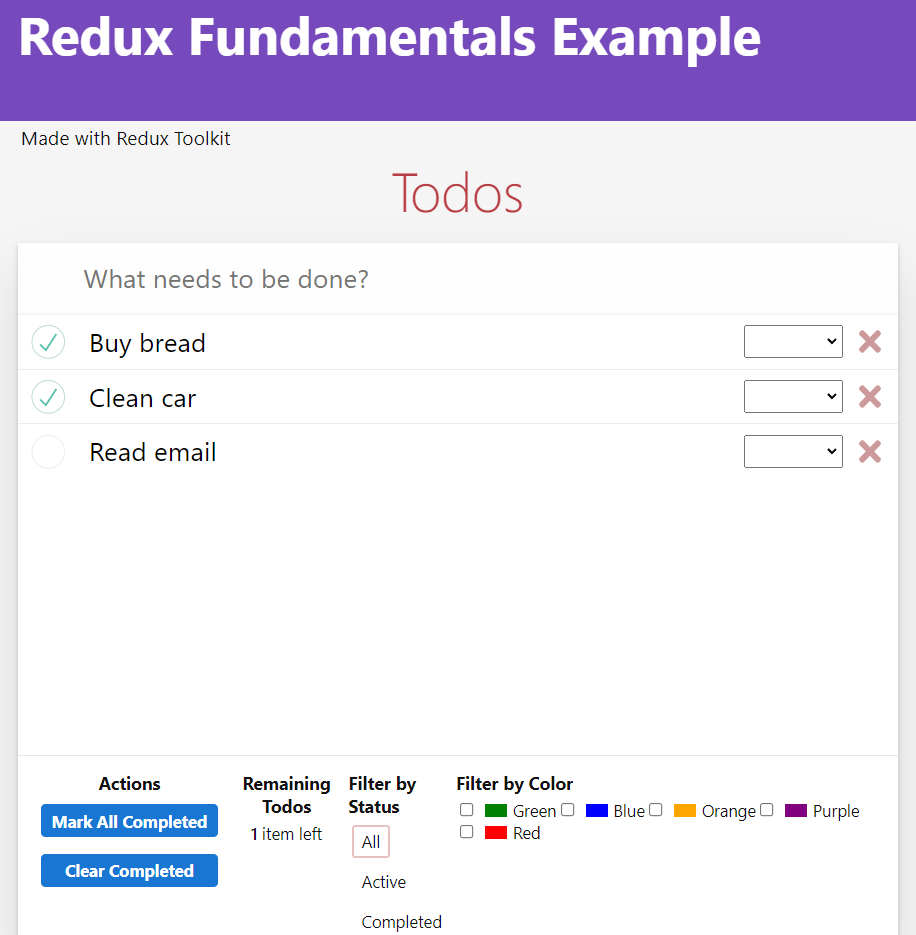 Redux Fundamentals Example
Made with Redux Toolkit
Todos
What needs to be done?
Buy bread
Clean car
Read email
Actions
Mark All Completed
Clear Completed
Remaining
Todos
1 item left
Filter by
Status
All
Active
Completed
Filter by Color
Green Blue Orange Purple
Red